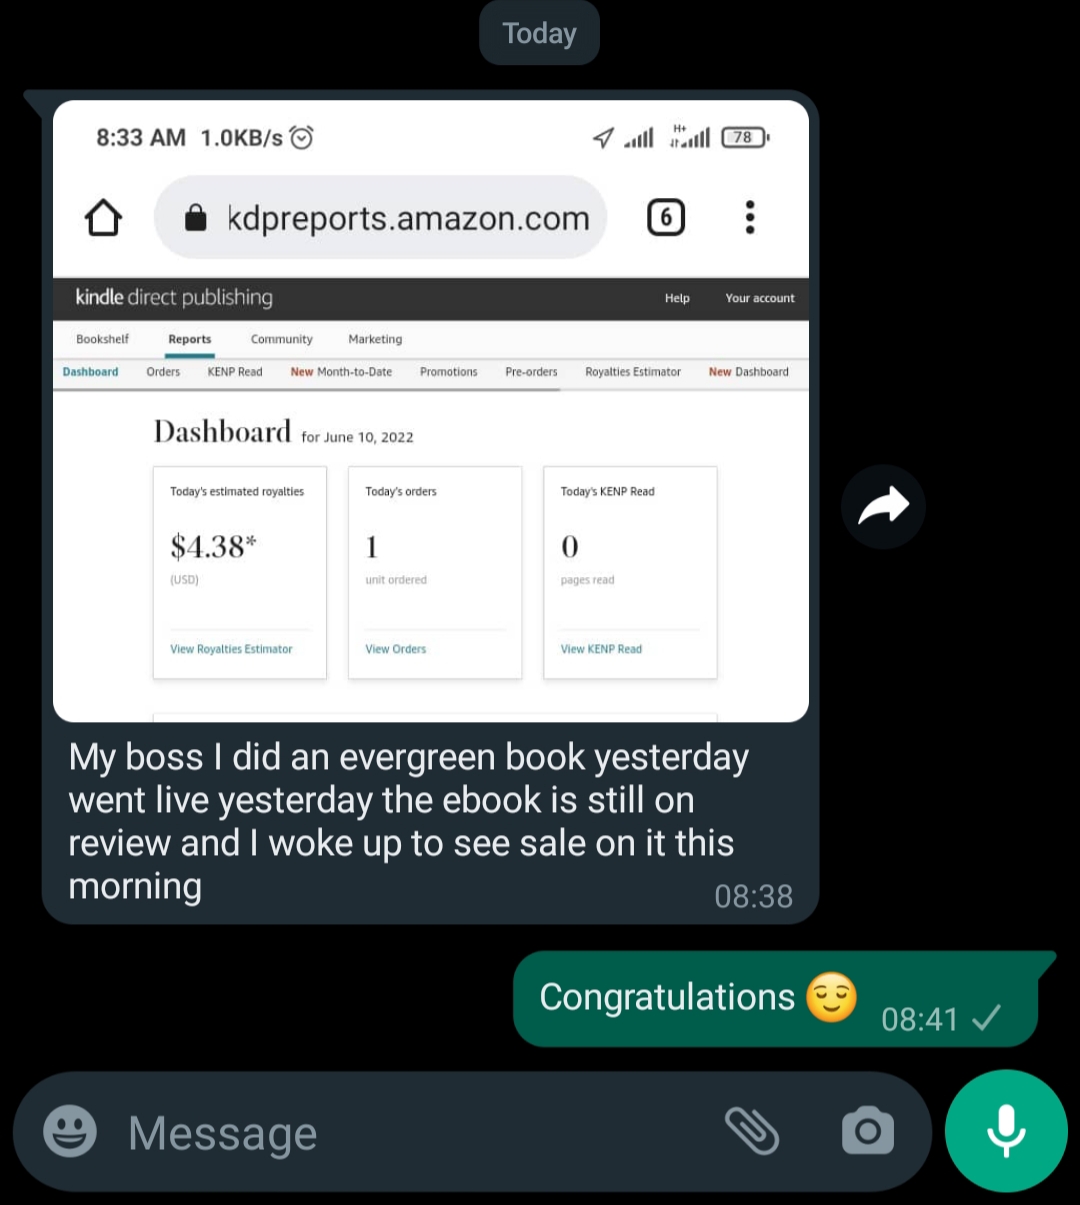 Today
8:33 AM 1.0KB/s
H+
78
kdpreports.amazon.com
6
kindle direct publishing
Help Your account
Bookshelf Reports Community Marketing
Dashboard Orders KENP Read New Month-to-Date Promotions Pre-orders Royalties Estimator New Dashboard
Dashboard for June 10, 2022
Today's estimated royalties
$4.38*
(USD)
View Royalties Estimator
Today's orders
1
unit ordered
View Orders
Today's KENP Read
0
pages read
View KENP Read
My boss I did an evergreen book yesterday
went live yesterday the ebook is still on
review and I woke up to see sale on it this
morning
08:38
Congratulations 😌
08:41
Message